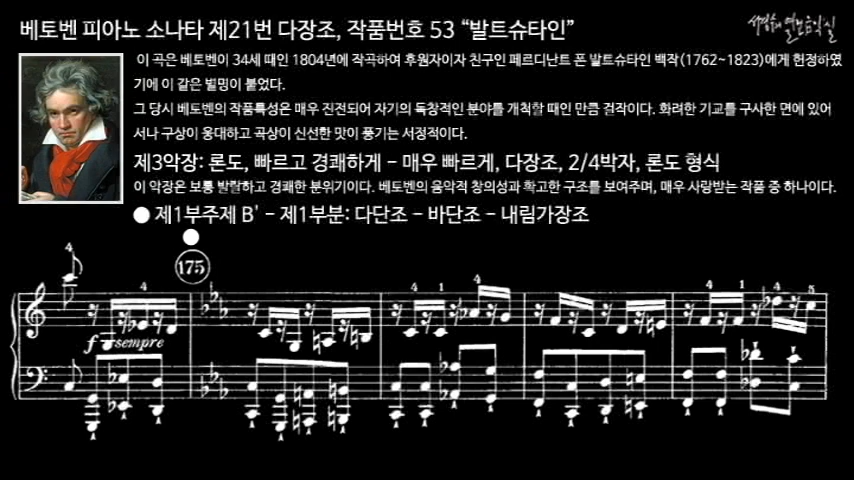 베토벤 피아노 소나타 제21번 다장조, 작품번호 53 “발트슈타인”
이 곡은 베토벤이 34세 때인 1804년에 작곡하여 후원자이자 친구인 페르디난트 폰 발트슈타인 백작(1762~1823)에게 헌정하였
기에 이 같은 별명이 붙었다.
그 당시 베토벤의 작품특성은 매우 진전되어 자기의 독창적인 분야를 개척할 때인 만큼 걸작이다. 화려한 기교를 구사한 면에 있어
서나 구상이 웅대하고 곡상이 신선한 맛이 풍기는 서정적이다.
제3악장: 론도, 빠르고 경쾌하게 - 매우 빠르게, 다장조, 2/4박자, 론도 형식
이 악장은 보통 발랄하고 경쾌한 분위기이다. 베토벤의 음악적 창의성과 확고한 구조를 보여주며, 매우 사랑받는 작품 중 하나이다.
● 제1부주제 B' - 제1부분: 다단조 - 바단조 - 내림가장조
4
175
4 4 1 4 4 1 4 5
f sempre